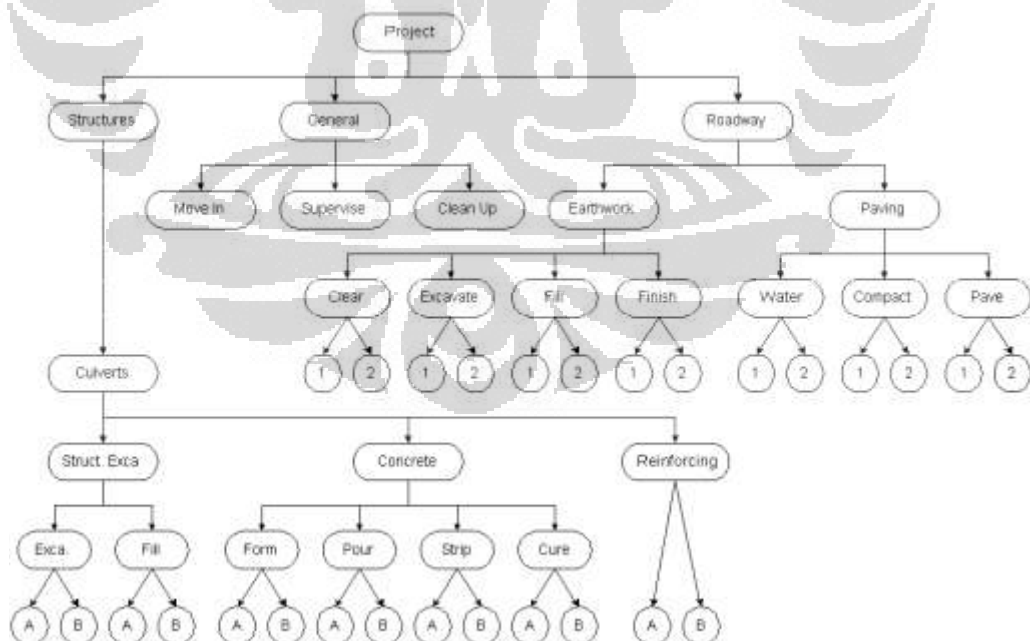 Project
Structures General Roadway
Move In Supervise Clean Up Earthwork Paving
Clear Excavate Fill Finish Water Compact Pave
Culverts 1 2 1 2 1 2 1 2 1 2 1 2 1 2
Struct. Exca Concrete Reinforcing
Exca. Fill Form Pour Strip Cure
A B A B A B A B A B A B A B